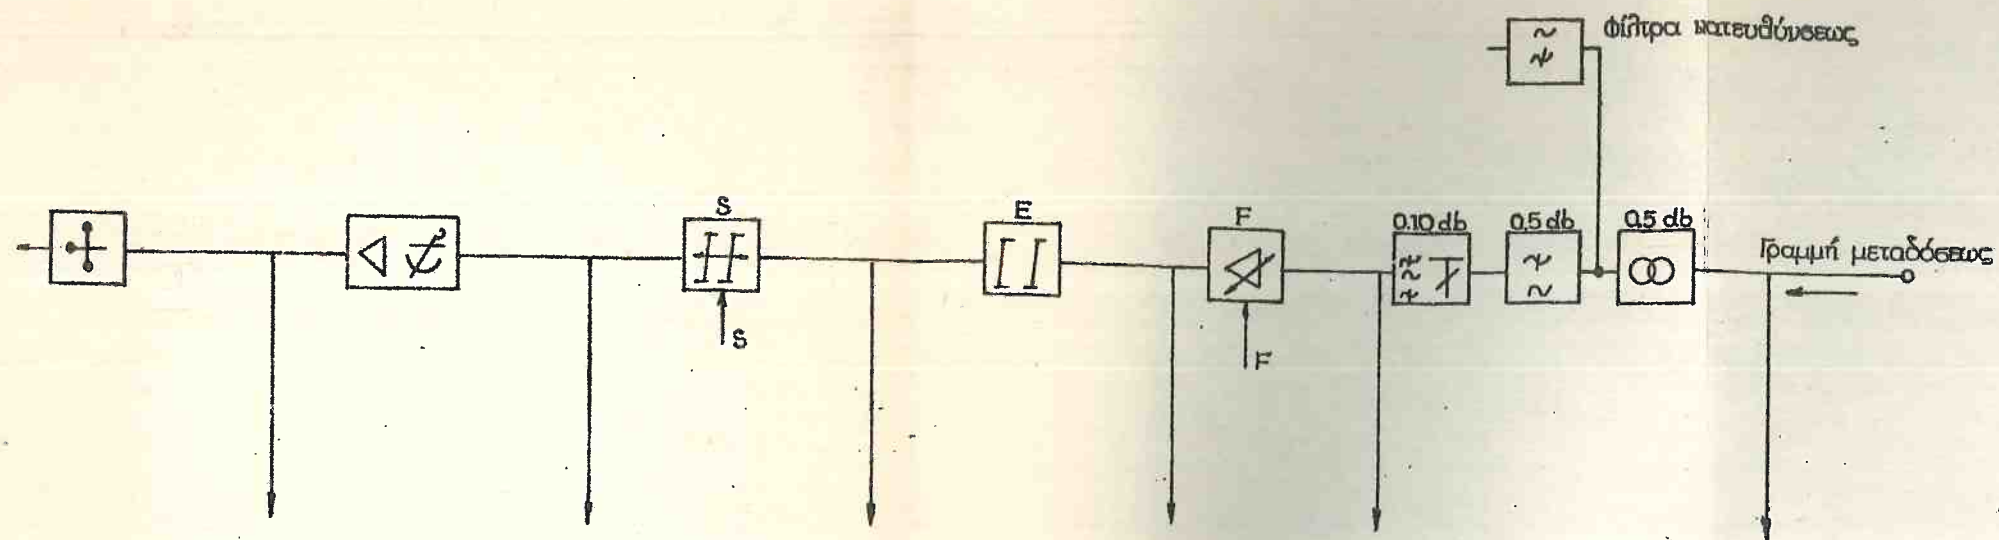 Φίλτρα κατευθύνσεως
S
E
F
0.10 db
0.5 db
0.5 db
Γραμμή μεταδόσεως
S
F